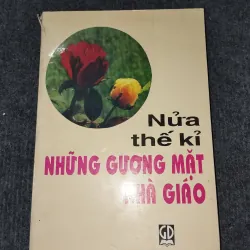 Nửa
thế kỉ
NHỮNG GƯƠNG MẶT
NHÀ GIÁO
GD